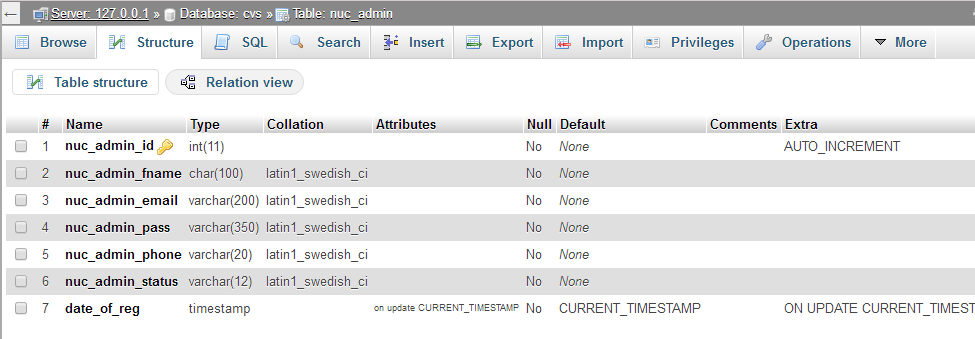 Server: 127.0.0.1 » Database: cvs » Table: nuc_admin
Browse Structure SQL Search Insert Export Import Privileges Operations More
Table structure Relation view
# Name Type Collation Attributes Null Default Comments Extra
1 nuc_admin_id int(11) No None AUTO_INCREMENT
2 nuc_admin_fname char(100) latin1_swedish_ci No None
3 nuc_admin_email varchar(200) latin1_swedish_ci No None
4 nuc_admin_pass varchar(350) latin1_swedish_ci No None
5 nuc_admin_phone varchar(20) latin1_swedish_ci No None
6 nuc_admin_status varchar(12) latin1_swedish_ci No None
7 date_of_reg timestamp on update CURRENT_TIMESTAMP No CURRENT_TIMESTAMP ON UPDATE CURRENT_TIMEST